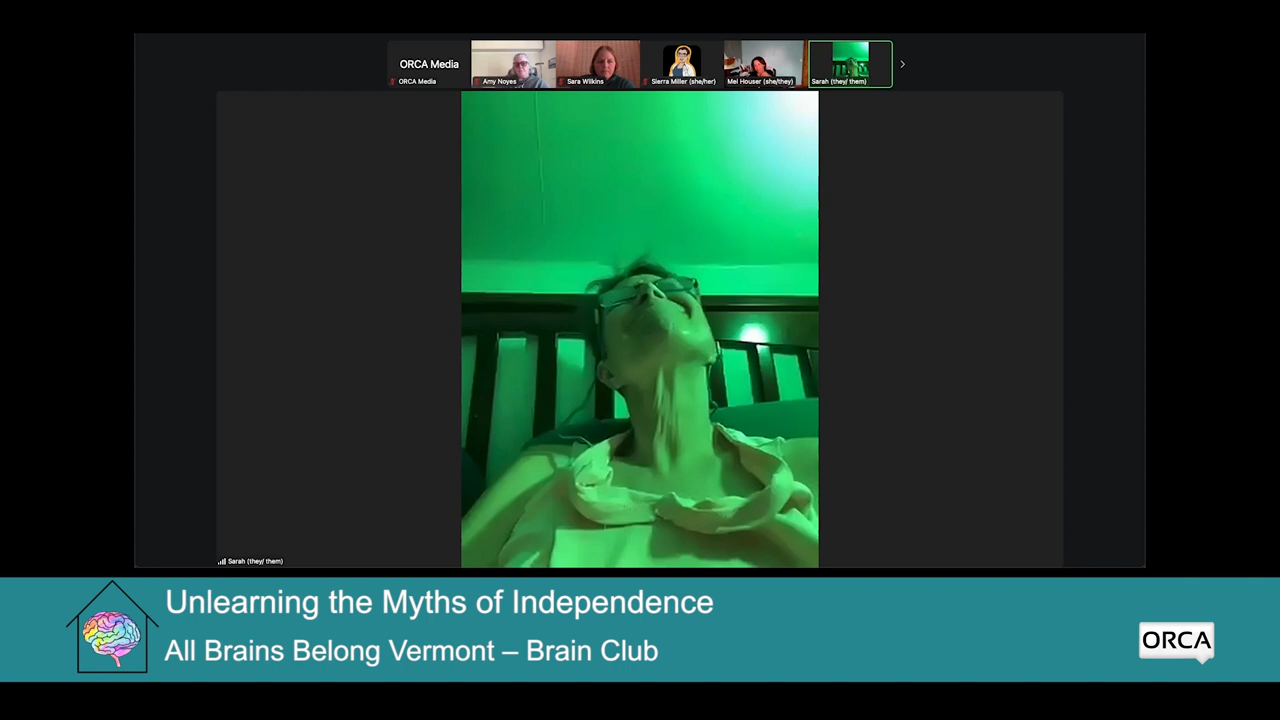 ORCA Media
ORCA Media
Amy Noyes
Sara Wilkins
Sierra Miller (she/her)
Mel Houser (she/they)
Sarah (they/ them)
Sarah (they/ them)
Unlearning the Myths of Independence
All Brains Belong Vermont – Brain Club
ORCA